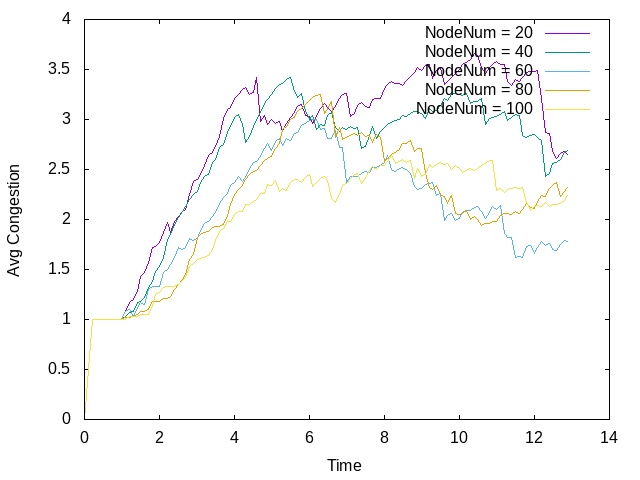 4
3.5
3
2.5
2
1.5
1
0.5
0
0 2 4 6 8 10 12 14
Avg Congestion
Time
NodeNum = 20
NodeNum = 40
NodeNum = 60
NodeNum = 80
NodeNum = 100